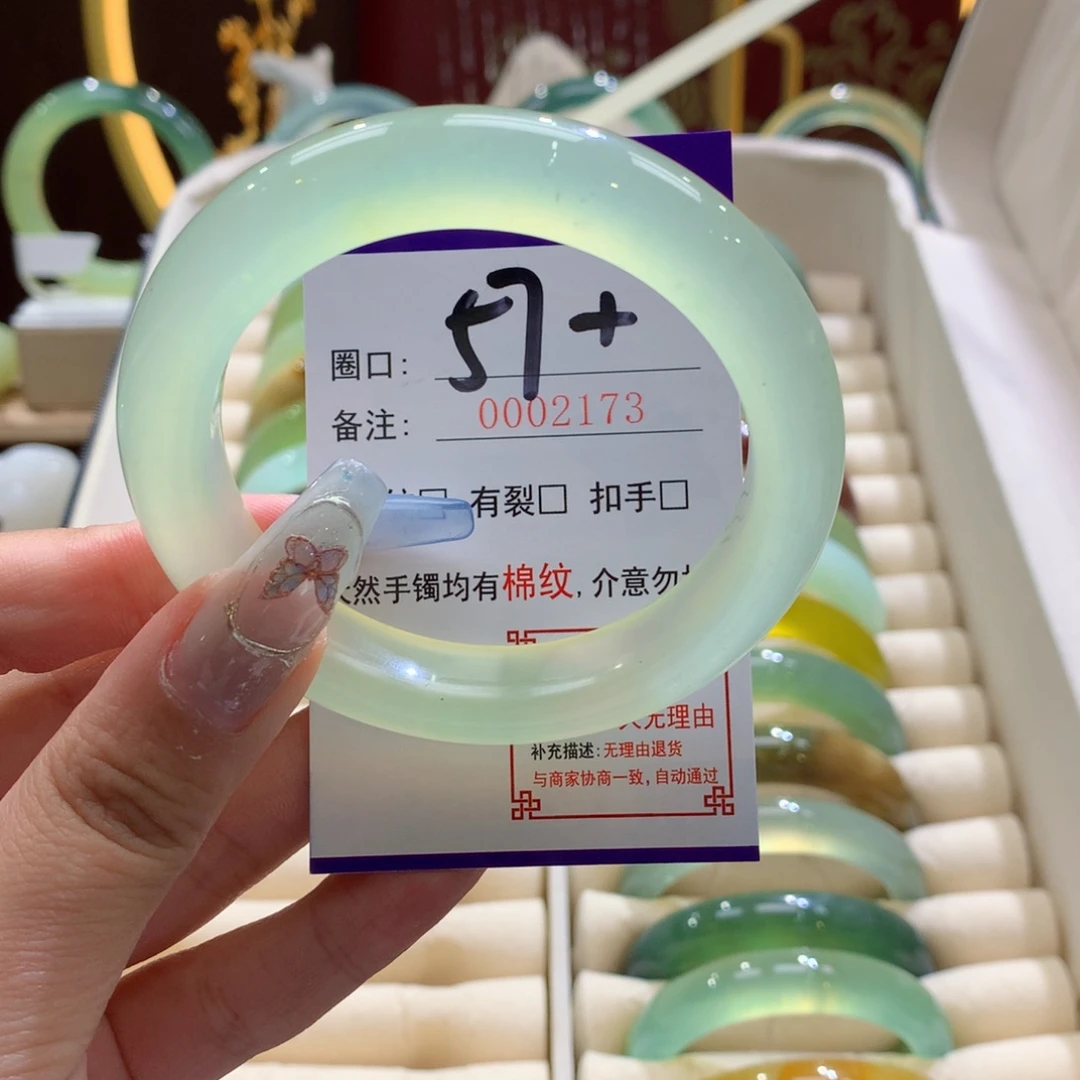 圈口: 57+
备注: 0002173
有裂□ 扣手□
然手镯均有棉纹, 介意勿
无理由
补充描述:无理由退货
与商家协商一致,自动通过